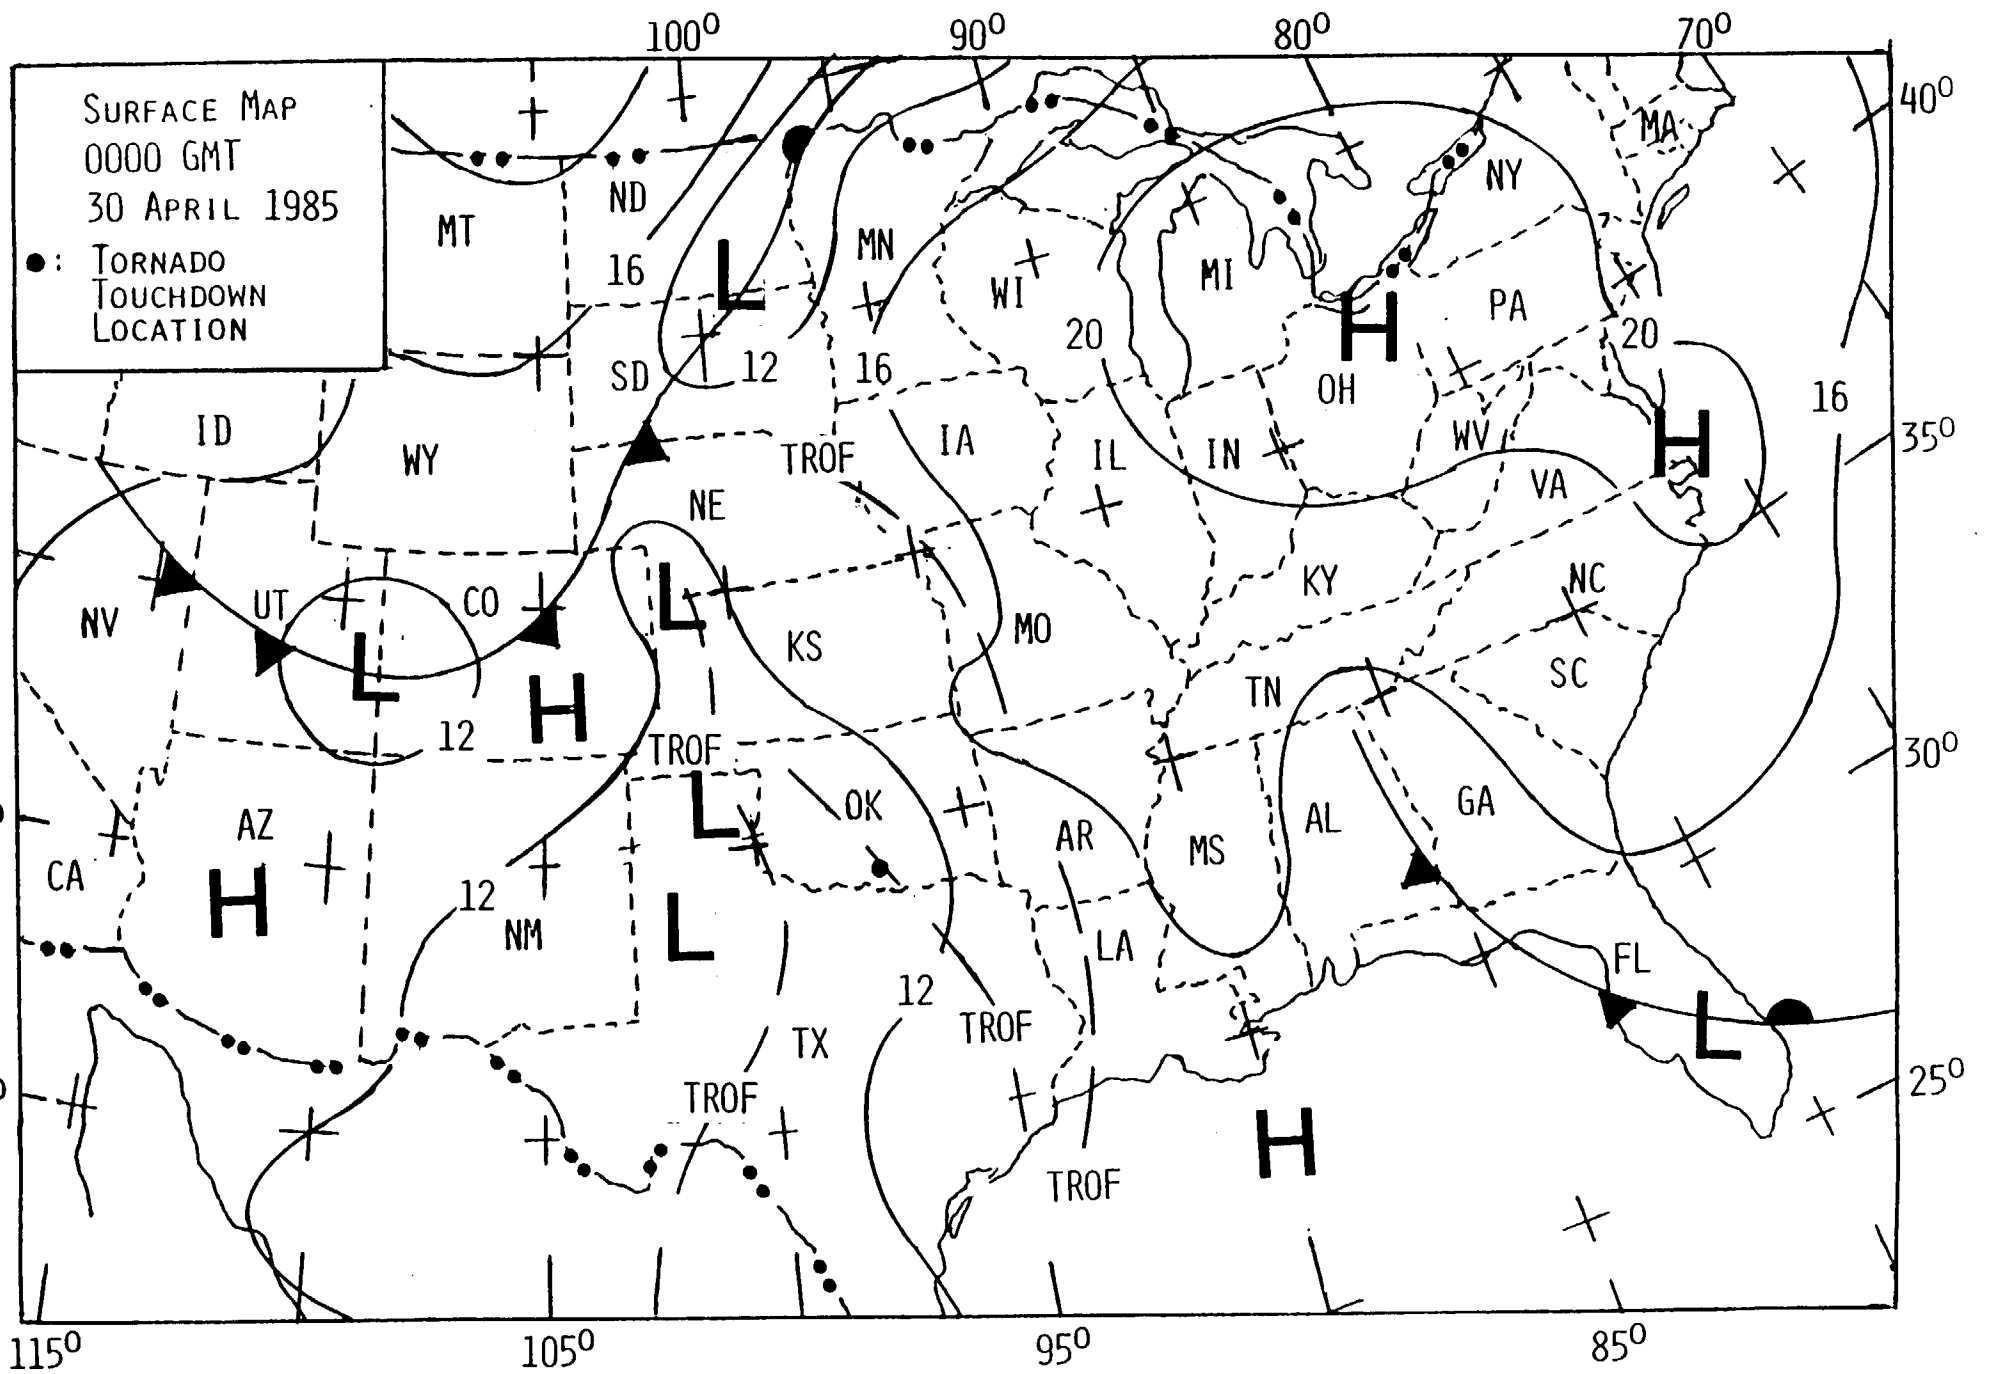 100⁰ 90⁰ 80⁰ 70⁰
SURFACE MAP
0000 GMT
30 APRIL 1985
●: TORNADO
TOUCHDOWN
LOCATION
40⁰
MA
NY
ND
MT
MN
16
L
WI
MI
PA
H
20
20
12
16
SD
OH
16
ID
WY
TROF
IA
IL
IN
WV
H
35⁰
VA
NE
NV
UT
CO
L
KS
MO
KY
NC
L
H
TN
SC
12
TROF
30⁰
L
OK
AZ
AR
MS
AL
GA
CA
H
12
NM
L
LA
FL
12
TROF
TX
L
TROF
25⁰
H
TROF
115⁰ 105⁰ 95⁰ 85⁰